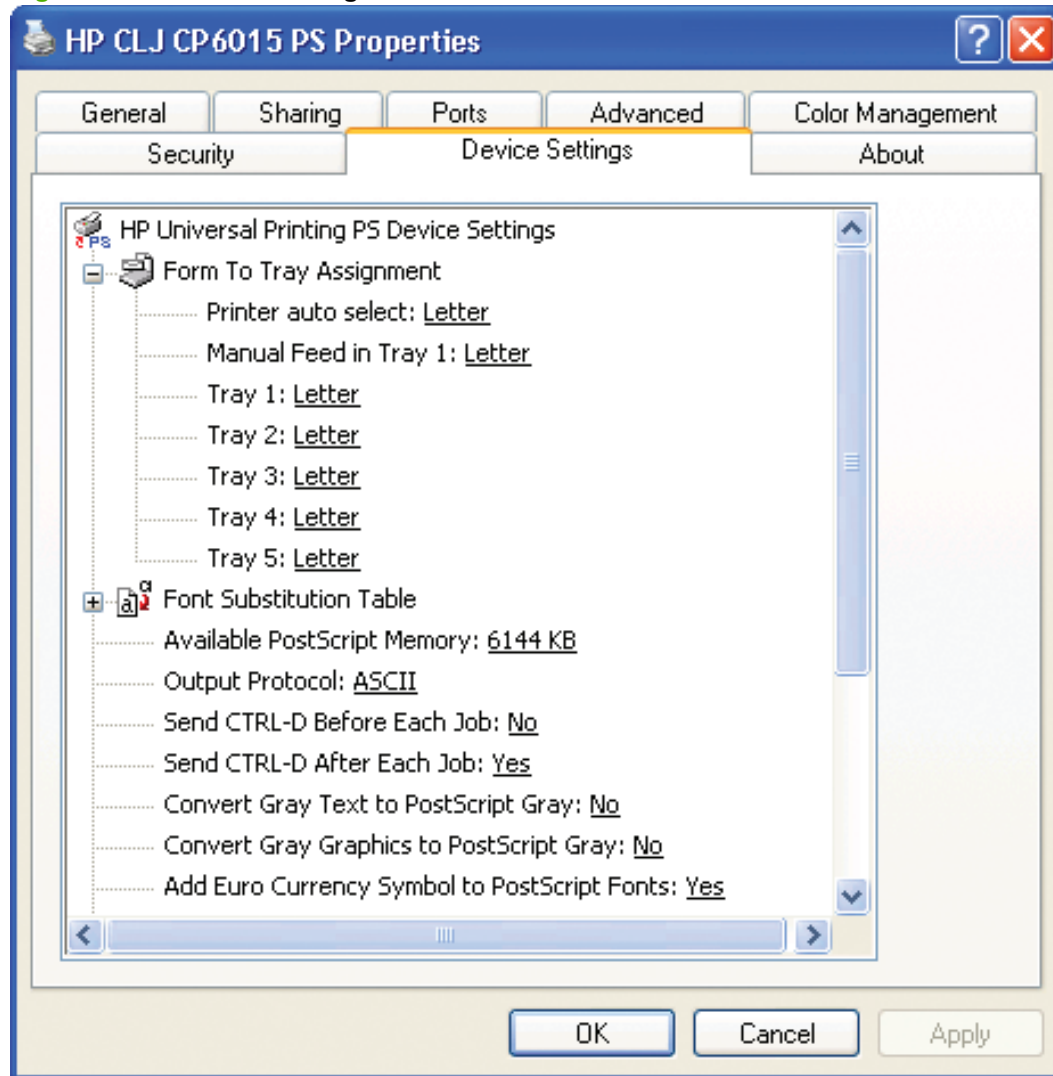 HP CLJ CP6015 PS Properties
General Sharing Ports Advanced Color Management
Security Device Settings About
PS HP Universal Printing PS Device Settings
Form To Tray Assignment
Printer auto select: Letter
Manual Feed in Tray 1: Letter
Tray 1: Letter
Tray 2: Letter
Tray 3: Letter
Tray 4: Letter
Tray 5: Letter
a Font Substitution Table
Available PostScript Memory: 6144 KB
Output Protocol: ASCII
Send CTRL-D Before Each Job: No
Send CTRL-D After Each Job: Yes
Convert Gray Text to PostScript Gray: No
Convert Gray Graphics to PostScript Gray: No
Add Euro Currency Symbol to PostScript Fonts: Yes
OK Cancel Apply